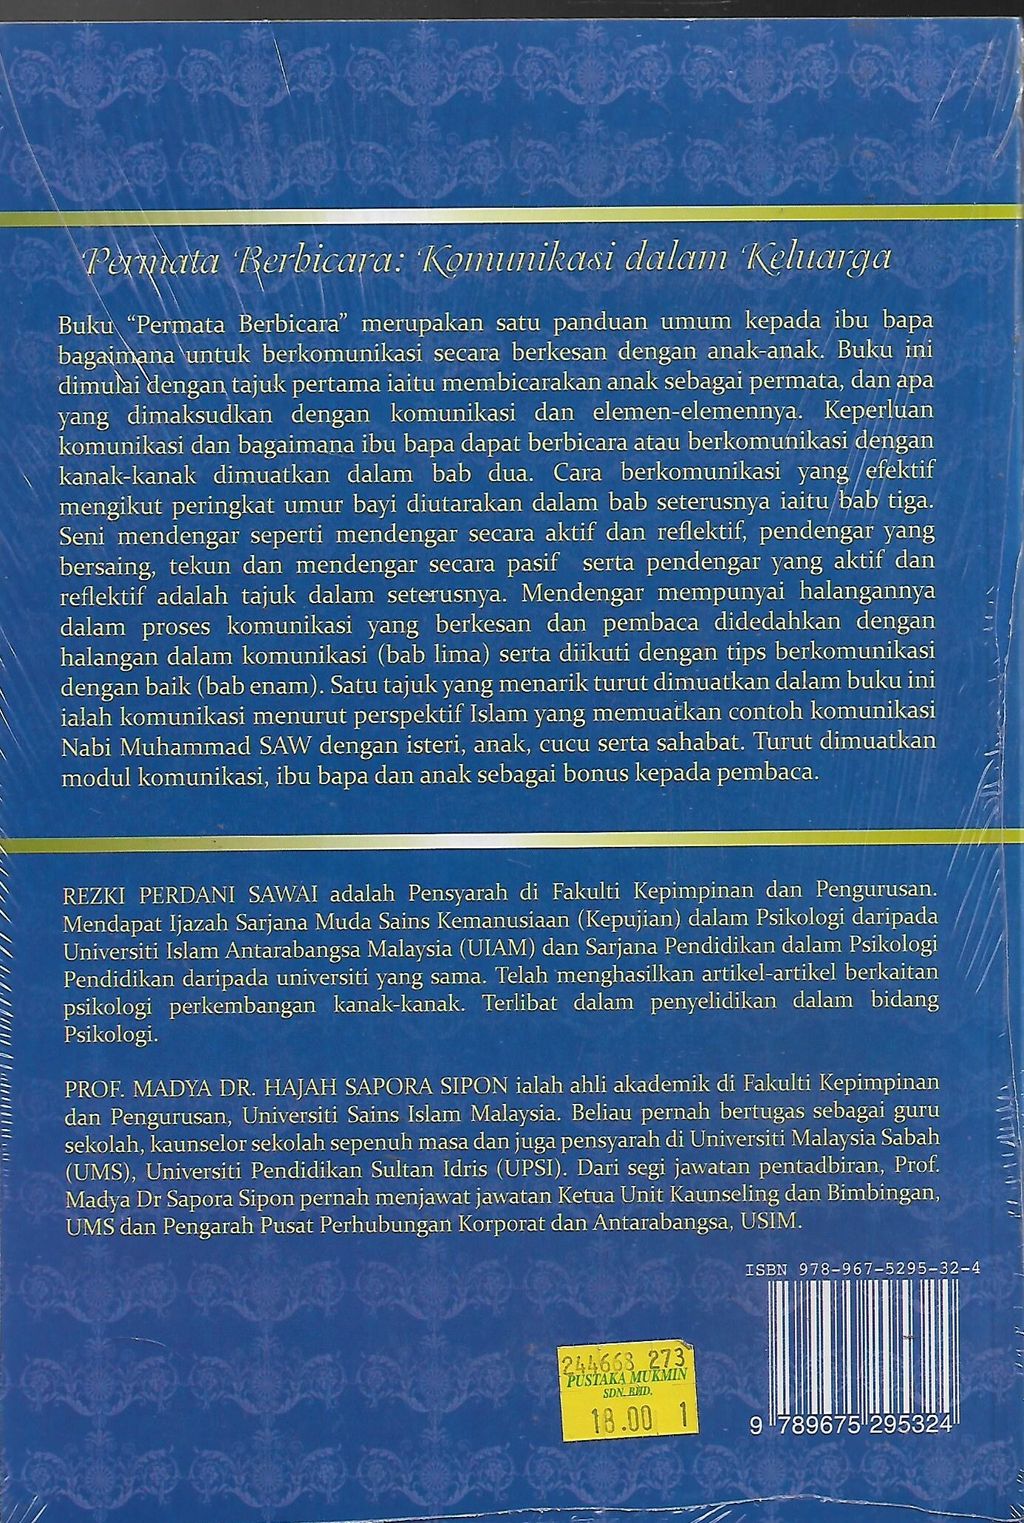 Permata Berbicara: Komunikasi dalam Keluarga
Buku "Permata Berbicara" merupakan satu panduan umum kepada ibu bapa
bagaimana untuk berkomunikasi secara berkesan dengan anak-anak. Buku ini
dimulai dengan tajuk pertama iaitu membicarakan anak sebagai permata, dan apa
yang dimaksudkan dengan komunikasi dan elemen-elemennya. Keperluan
komunikasi dan bagaimana ibu bapa dapat berbicara atau berkomunikasi dengan
kanak-kanak dimuatkan dalam bab dua. Cara berkomunikasi yang efektif
mengikut peringkat umur bayi diutarakan dalam bab seterusnya iaitu bab tiga.
Seni mendengar seperti mendengar secara aktif dan reflektif, pendengar yang
bersaing, tekun dan mendengar secara pasif serta pendengar yang aktif dan
reflektif adalah tajuk dalam seterusnya. Mendengar mempunyai halangannya
dalam proses komunikasi yang berkesan dan pembaca didedahkan dengan
halangan dalam komunikasi (bab lima) serta diikuti dengan tips berkomunikasi
dengan baik (bab enam). Satu tajuk yang menarik turut dimuatkan dalam buku ini
ialah komunikasi menurut perspektif Islam yang memuatkan contoh komunikasi
Nabi Muhammad SAW dengan isteri, anak, cucu serta sahabat. Turut dimuatkan
modul komunikasi, ibu bapa dan anak sebagai bonus kepada pembaca.
REZKI PERDANI SAWAI adalah Pensyarah di Fakulti Kepimpinan dan Pengurusan.
Mendapat Ijazah Sarjana Muda Sains Kemanusiaan (Kepujian) dalam Psikologi daripada
Universiti Islam Antarabangsa Malaysia (UIAM) dan Sarjana Pendidikan dalam Psikologi
Pendidikan daripada universiti yang sama. Telah menghasilkan artikel-artikel berkaitan
psikologi perkembangan kanak-kanak. Terlibat dalam penyelidikan dalam bidang
Psikologi.
PROF. MADYA DR. HAJAH SAPORA SIPON ialah ahli akademik di Fakulti Kepimpinan
dan Pengurusan, Universiti Sains Islam Malaysia. Beliau pernah bertugas sebagai guru
sekolah, kaunselor sekolah sepenuh masa dan juga pensyarah di Universiti Malaysia Sabah
(UMS), Universiti Pendidikan Sultan Idris (UPSI). Dari segi jawatan pentadbiran, Prof.
Madya Dr Sapora Sipon pernah menjawat jawatan Ketua Unit Kaunseling dan Bimbingan,
UMS dan Pengarah Pusat Perhubungan Korporat dan Antarabangsa, USIM.
ISBN 978-967-5295-32-4
9 789675 295324
244668 273
PUSTAKA MUKMIN
SDN. BHD.
18.00 1